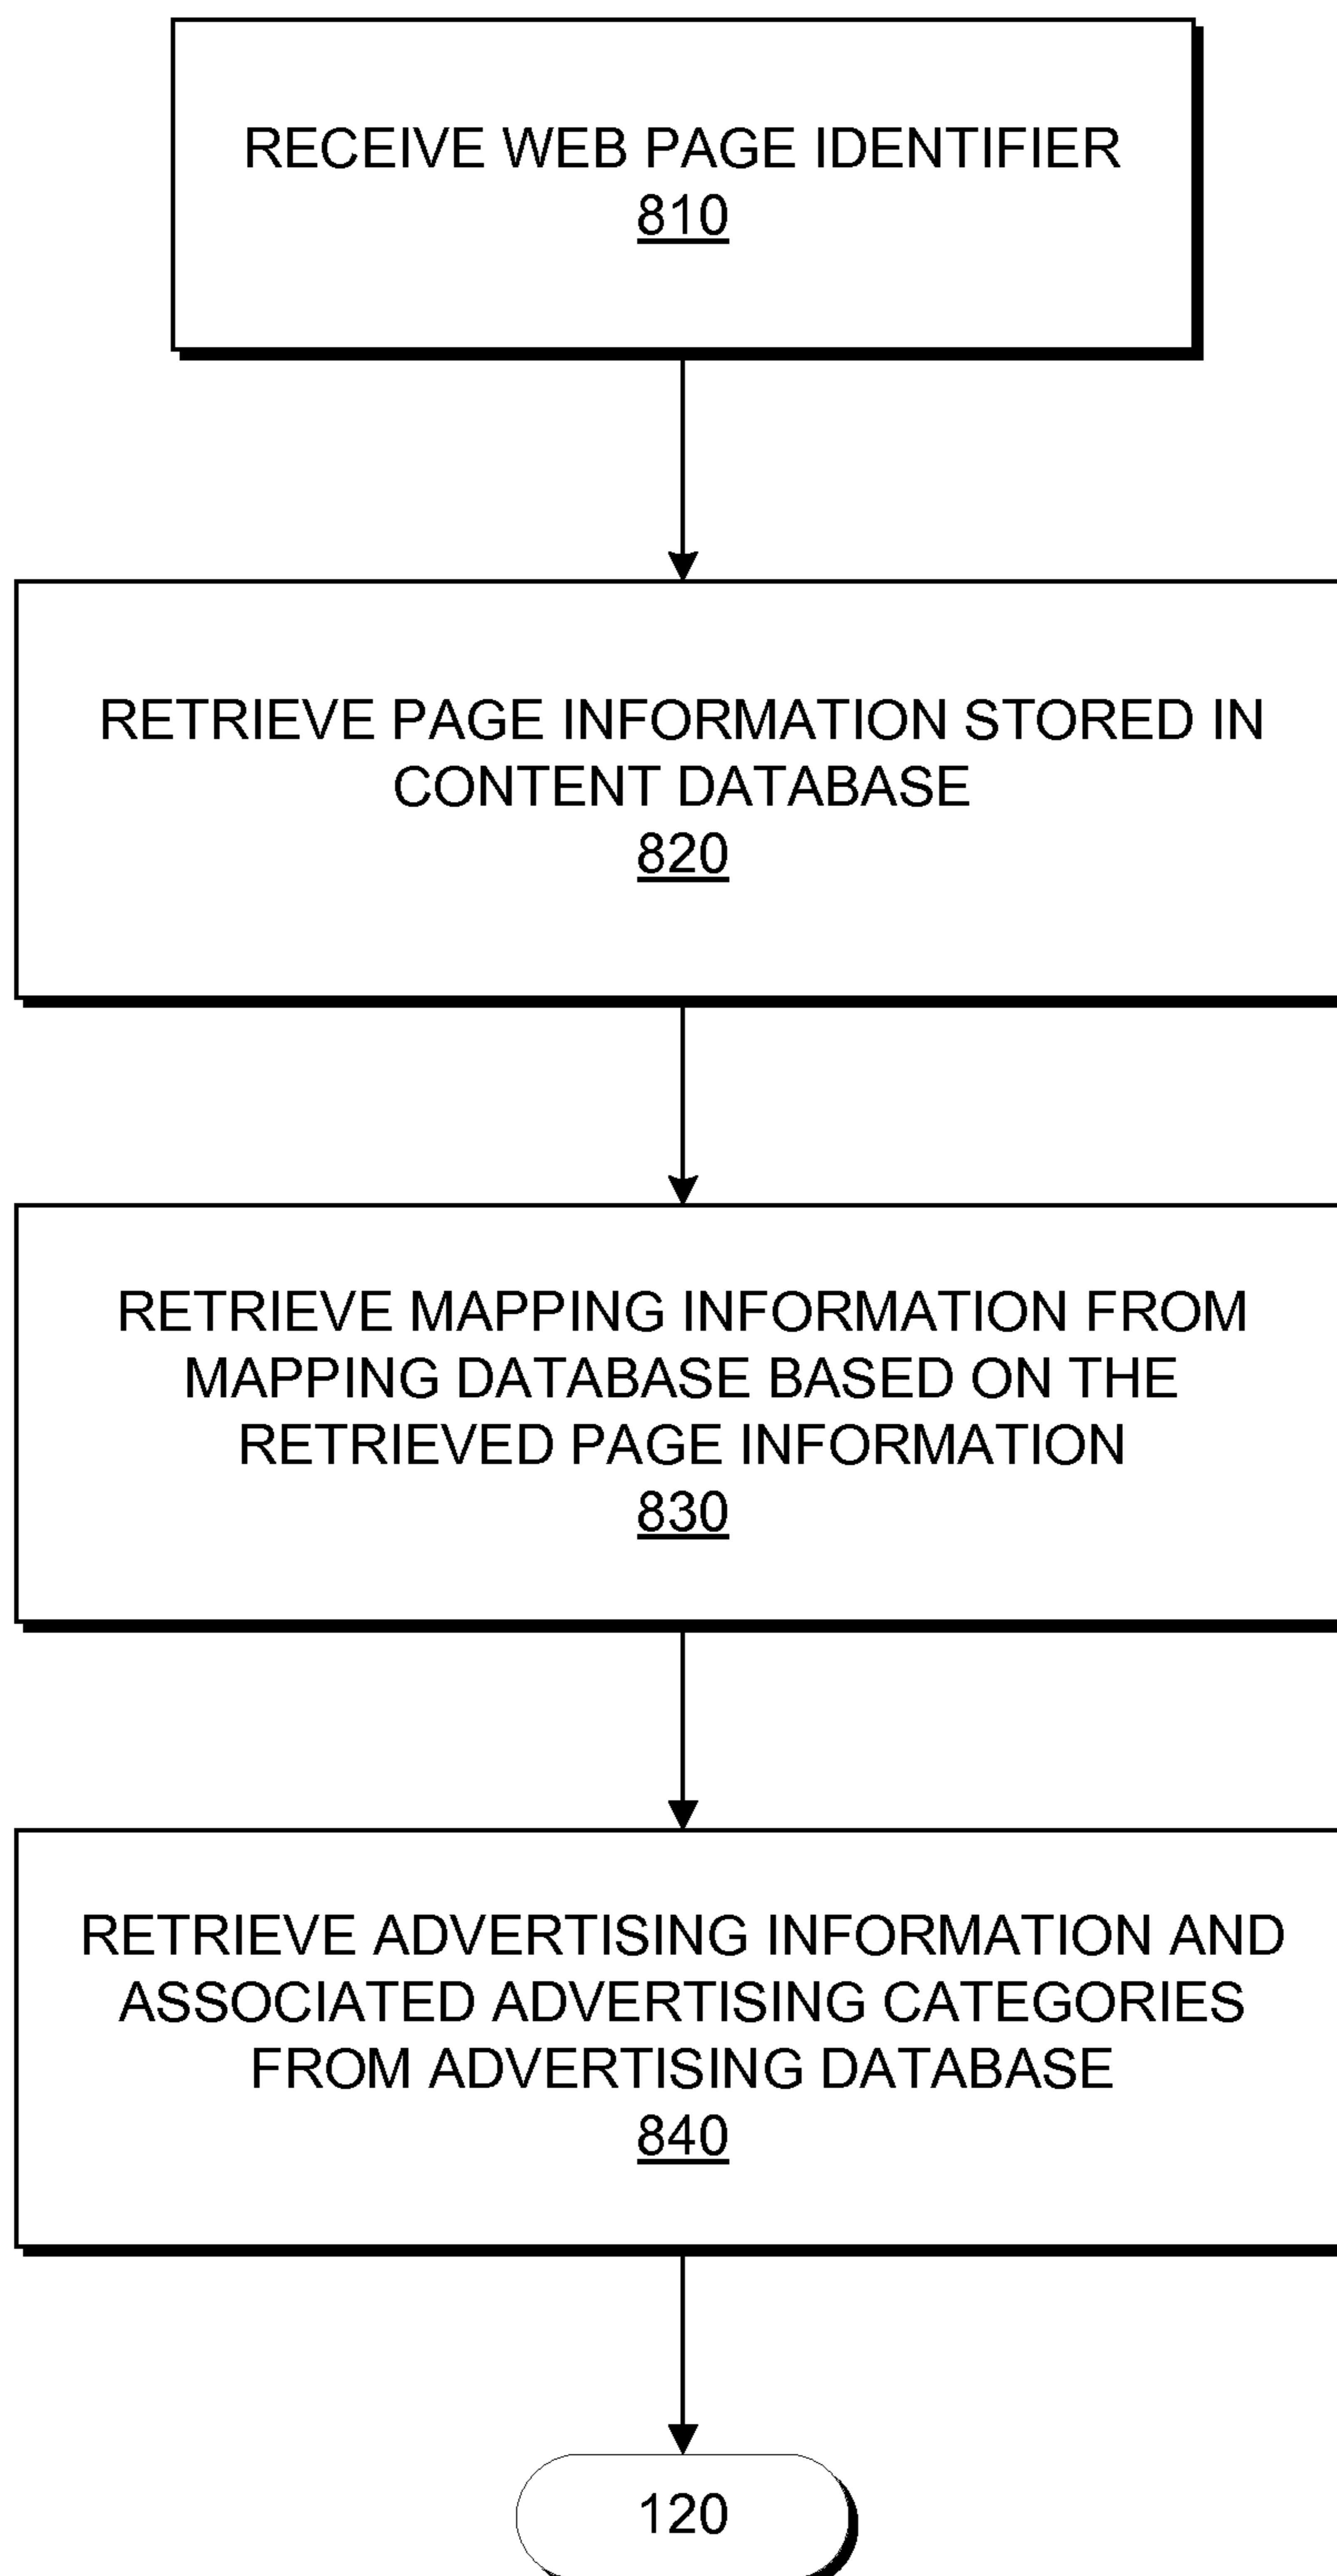 RECEIVE WEB PAGE IDENTIFIER
810
RETRIEVE PAGE INFORMATION STORED IN
CONTENT DATABASE
820
RETRIEVE MAPPING INFORMATION FROM
MAPPING DATABASE BASED ON THE
RETRIEVED PAGE INFORMATION
830
RETRIEVE ADVERTISING INFORMATION AND
ASSOCIATED ADVERTISING CATEGORIES
FROM ADVERTISING DATABASE
840
120